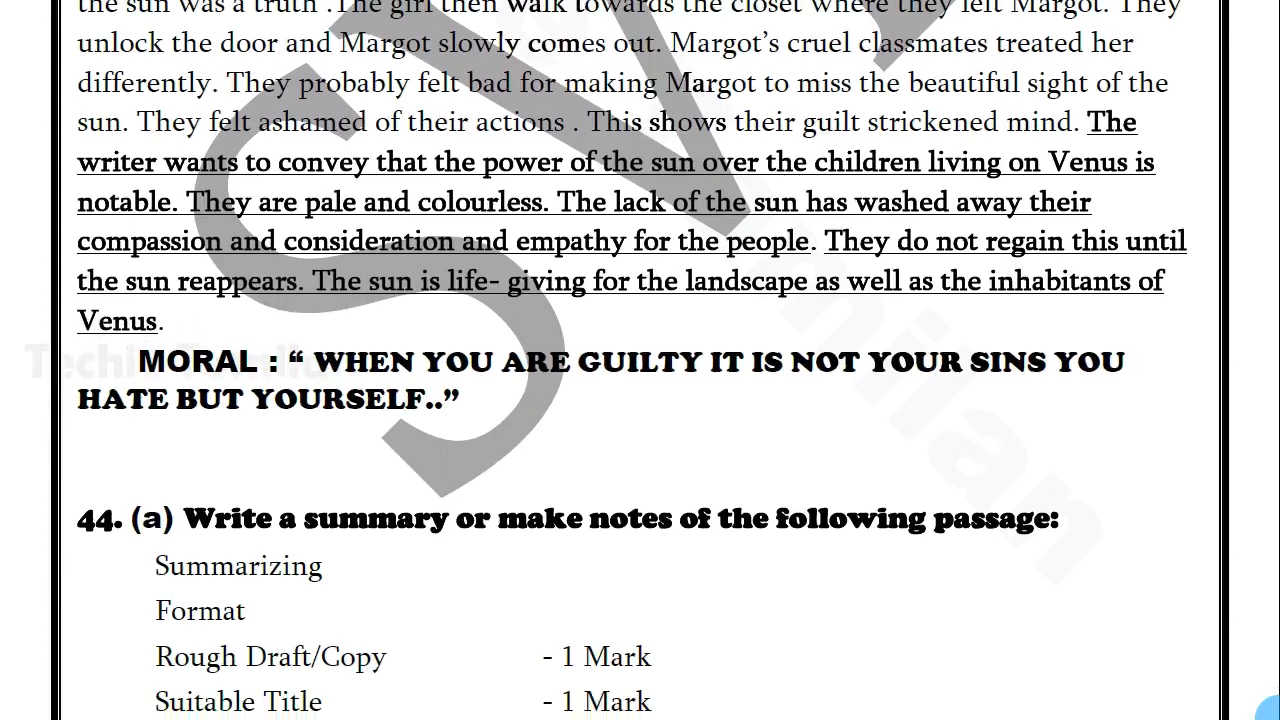 the sun was a truth .The girl then walk towards the closet where they left Margot. They
unlock the door and Margot slowly comes out. Margot's cruel classmates treated her
differently. They probably felt bad for making Margot to miss the beautiful sight of the
sun. They felt ashamed of their actions . This shows their guilt strickened mind. The
writer wants to convey that the power of the sun over the children living on Venus is
notable. They are pale and colourless. The lack of the sun has washed away their
compassion and consideration and empathy for the people. They do not regain this until
the sun reappears. The sun is life- giving for the landscape as well as the inhabitants of
Venus.
MORAL : “ WHEN YOU ARE GUILTY IT IS NOT YOUR SINS YOU
HATE BUT YOURSELF..”
44. (a) Write a summary or make notes of the following passage:
Summarizing
Format
Rough Draft/Copy - 1 Mark
Suitable Title - 1 Mark